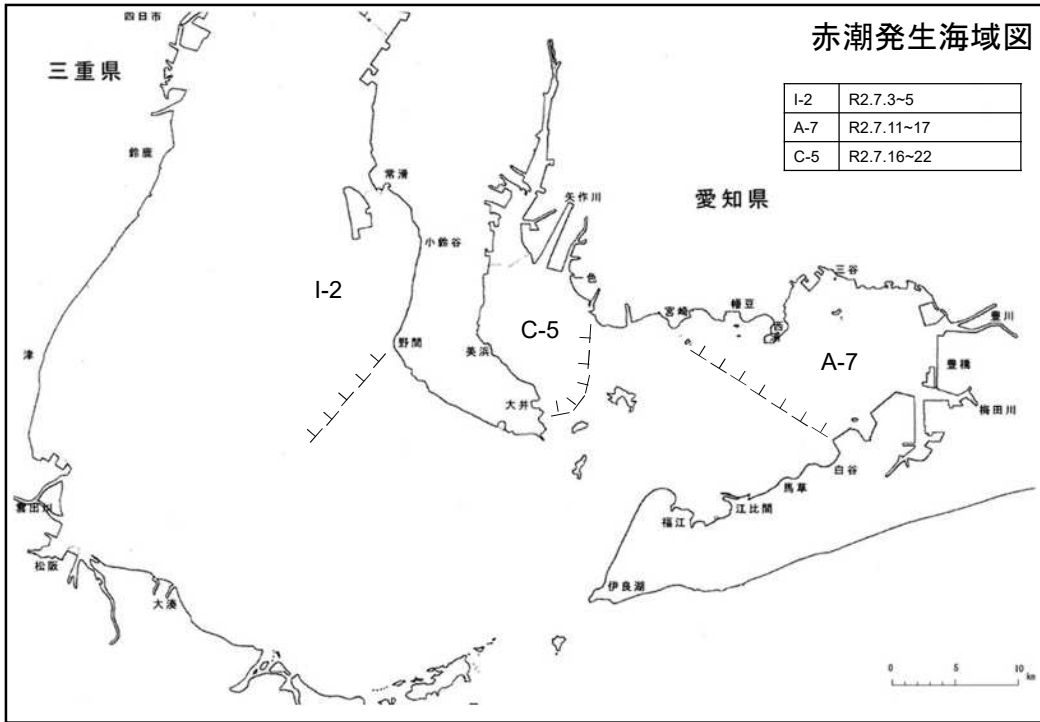 赤潮発生海域図
I-2 R2.7.3~5
A-7 R2.7.11~17
C-5 R2.7.16~22
四日市
三重県
鈴鹿
常滑
矢作川
愛知県
小鈴谷
一色
三谷
I-2
宮崎
幡豆
西浦
豊川
C-5
津
野間
美浜
A-7
豊橋
大井
梅田川
白谷
馬草
雲出川
福江
江比間
松阪
伊良湖
大湊
0 5 10
km